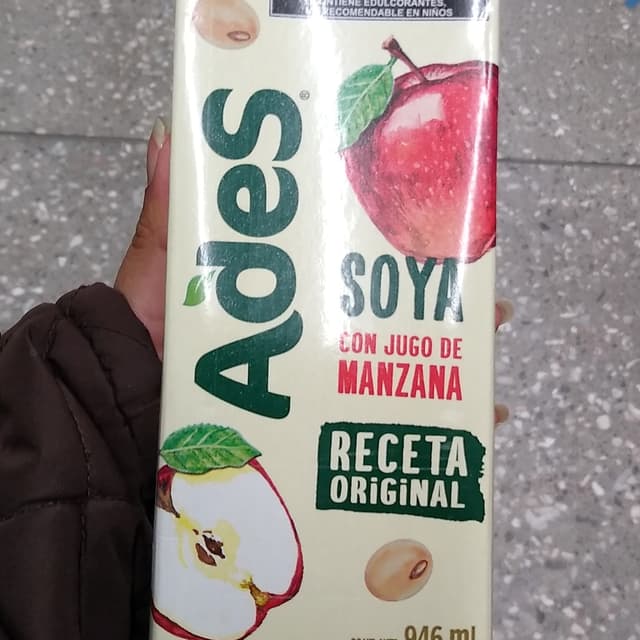 CONTIENE EDULCORANTES,
RECOMENDABLE EN NIÑOS
AdeS®
SOYA
CON JUGO DE
MANZANA
RECETA
ORIGINAL
946 ml